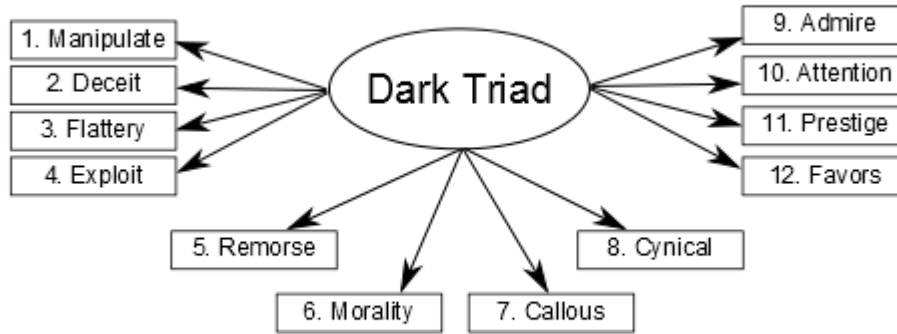 Dark Triad
1. Manipulate
2. Deceit
3. Flattery
4. Exploit
5. Remorse
6. Morality
7. Callous
8. Cynical
9. Admire
10. Attention
11. Prestige
12. Favors